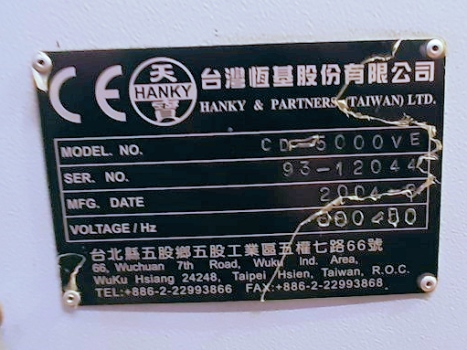 CE 天寶 HANKY 台灣恆基股份有限公司
HANKY & PARTNERS (TAIWAN) LTD.
MODEL. NO. CD-5000VE
SER. NO. 93-12044
MFG. DATE 2004-
VOLTAGE/Hz
台北縣五股鄉五股工業區五權七路66號
66, Wuchuan 7th Road, Wuku Ind. Area,
WuKu Hsiang 24248, Taipei Hsien, Taiwan, R.O.C.
TEL:+886-2-22993866 FAX:+886-2-22993868